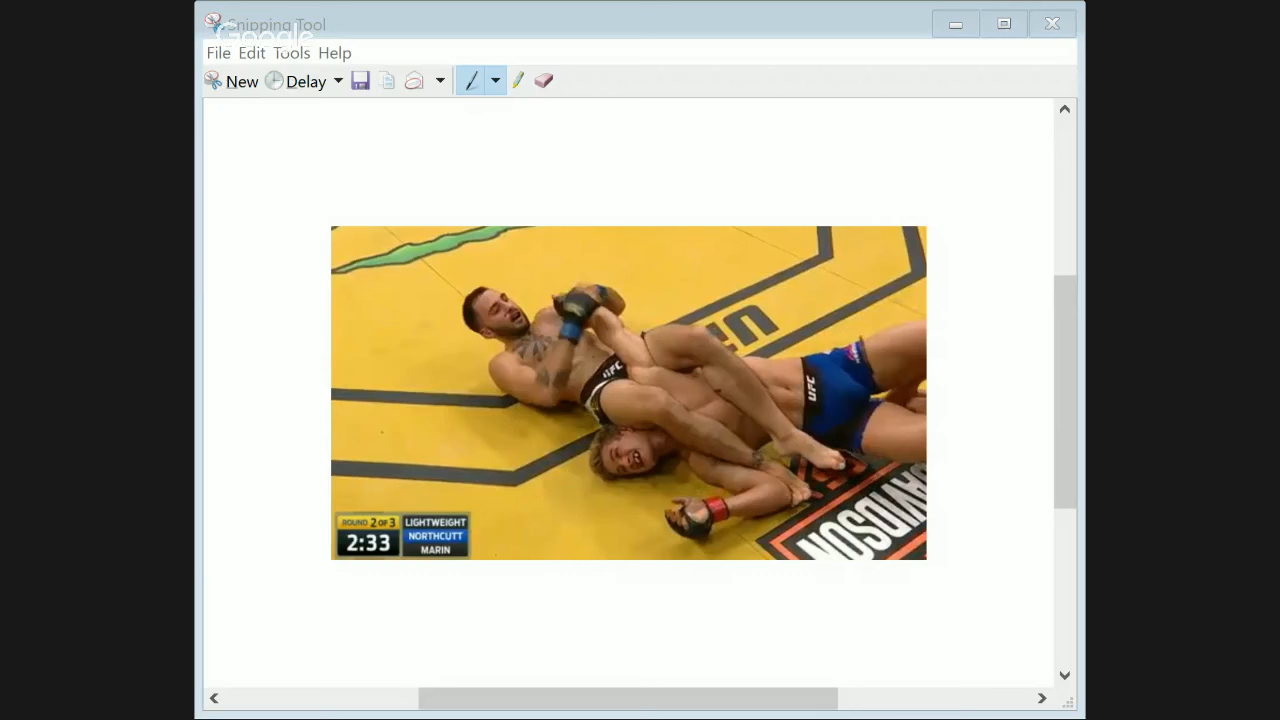 Snipping Tool
Google
File Edit Tools Help
New Delay
UFC
UFC
ROUND 2 OF 3 LIGHTWEIGHT
2:33 NORTHCUTT
MARIN